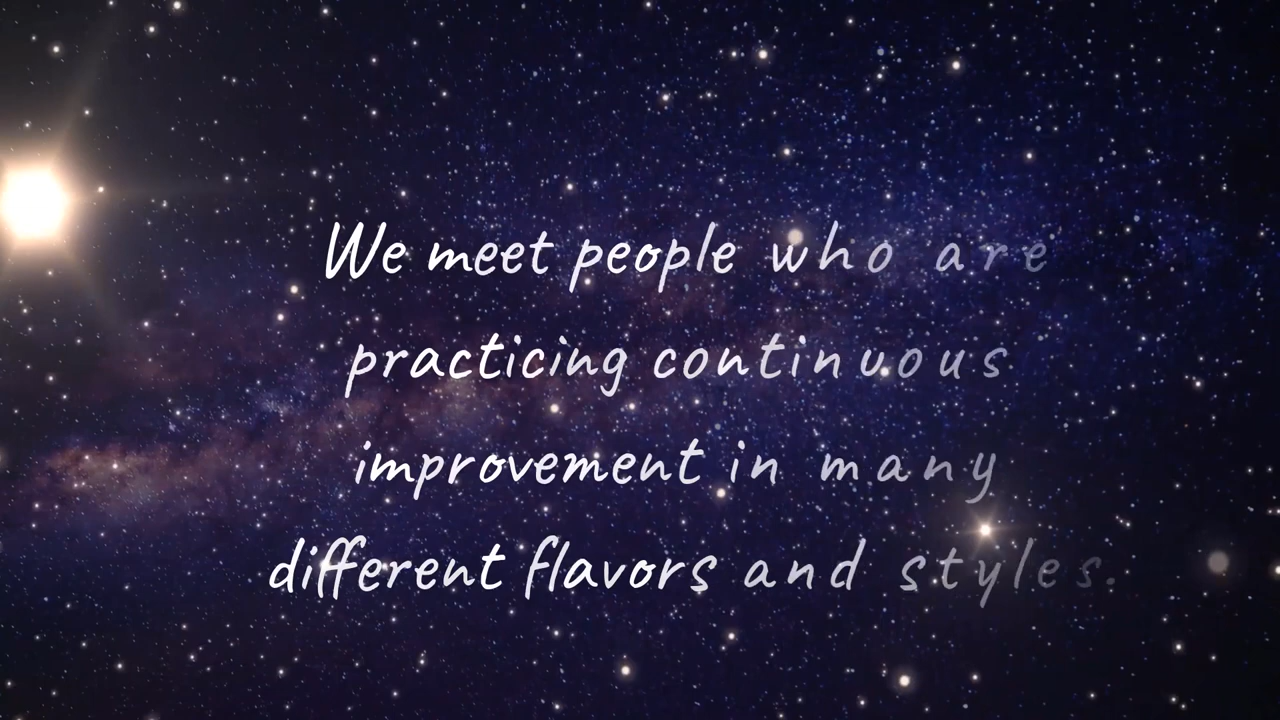 We meet people who are
practicing continuous
improvement in many
different flavors and styles.